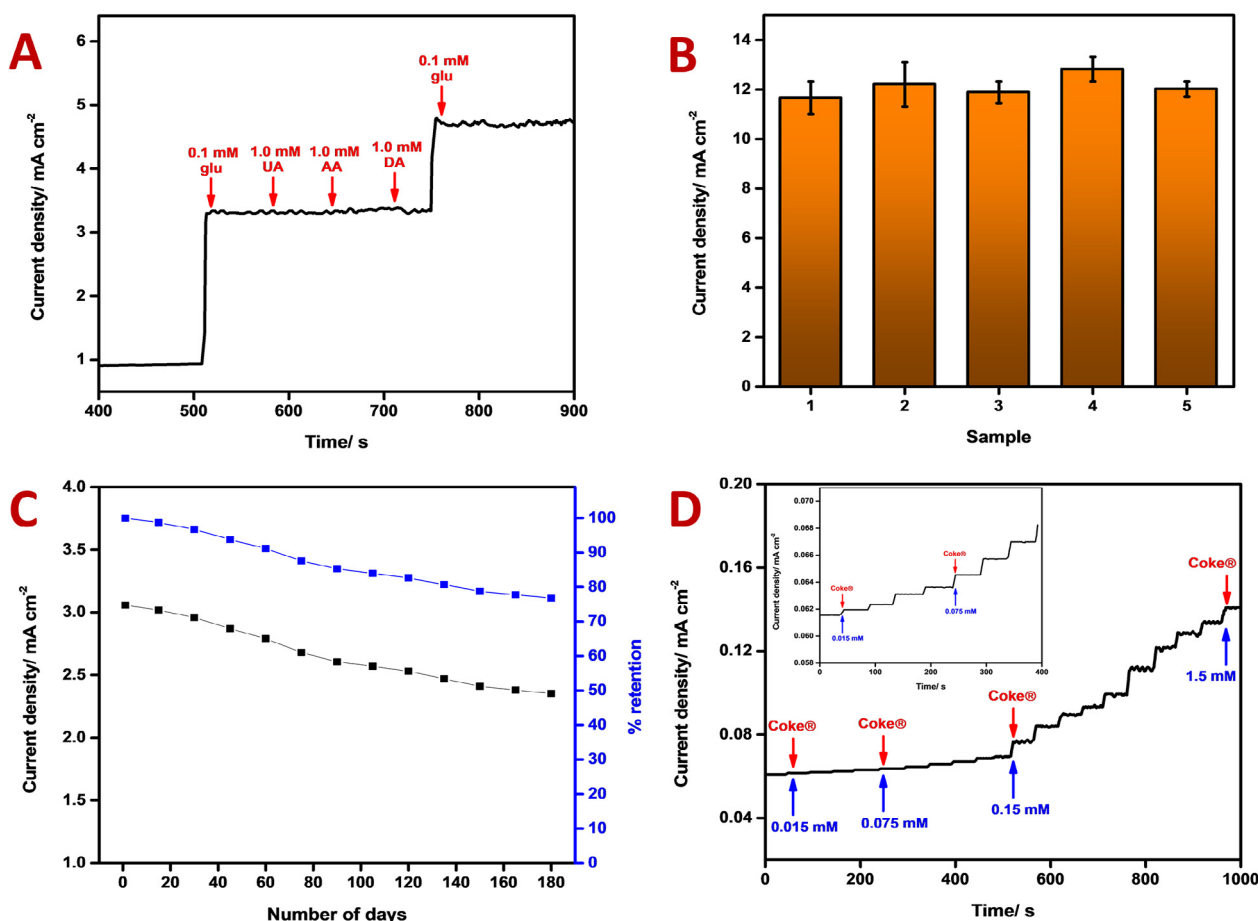 A
Current density/ mA cm-2
6
5
4
3
2
1
0.1 mM
glu
0.1 mM
glu
1.0 mM
UA
1.0 mM
AA
1.0 mM
DA
400 500 600 700 800 900
Time/ s
B
Current density/ mA cm-2
14
12
10
8
6
4
2
0
1 2 3 4 5
Sample
C
Current density/ mA cm-2
4.0
3.5
3.0
2.5
2.0
1.5
1.0
100
90
80
70
60
50
40
30
20
10
0
% retention
0 20 40 60 80 100 120 140 160 180
Number of days
D
Current density/ mA cm-2
0.20
0.16
0.12
0.08
0.04
0.00
Current density/ mA cm-2
0.070
0.068
0.066
0.064
0.062
0.060
0.058
Coke®
0.015 mM
Coke®
0.075 mM
0 100 200 300 400
Time/ s
Coke®
0.015 mM
Coke®
0.075 mM
Coke®
0.15 mM
Coke®
1.5 mM
0 200 400 600 800 1000
Time/ s